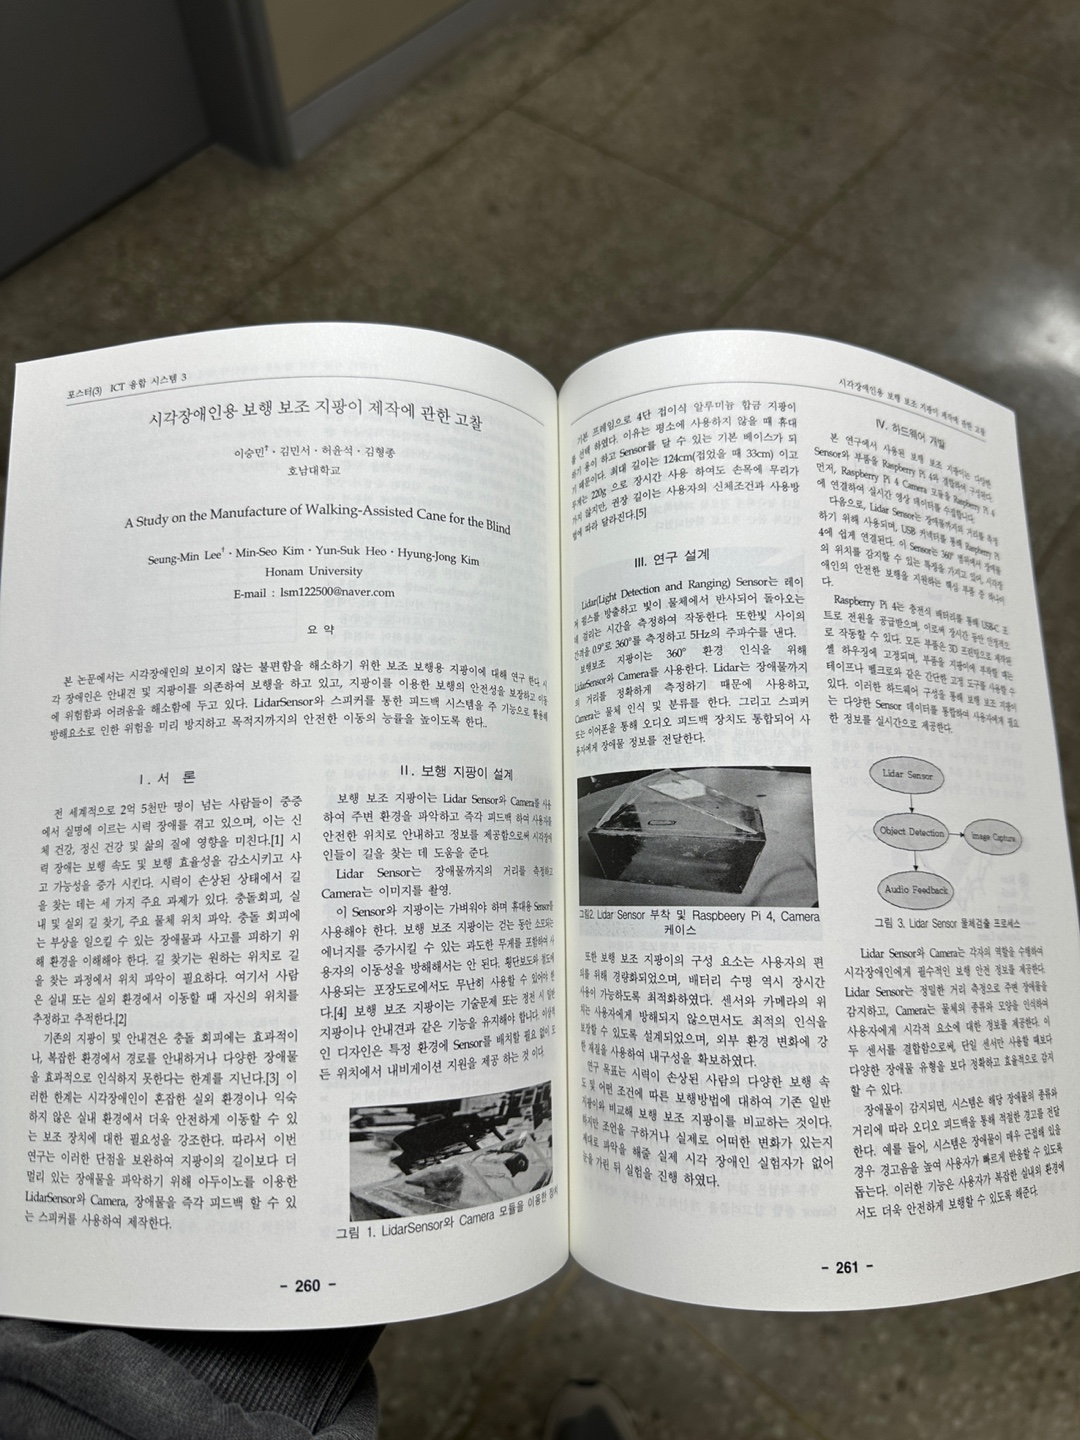 포스터(3) ICT 융합 시스템 3
시각장애인용 보행 보조 지팡이 제작에 관한 고찰
이승민†·김민서·허윤석·김형종
호남대학교
A Study on the Manufacture of Walking-Assisted Cane for the Blind
Seung-Min Lee†·Min-Seo Kim·Yun-Suk Heo·Hyung-Jong Kim
Honam University
E-mail : lsm122500@naver.com
요 약
본 논문에서는 시각장애인의 보이지 않는 불편함을 해소하기 위한 보조 보행용 지팡이에 대해 연구 한다. 시
각 장애인은 안내견 및 지팡이를 의존하여 보행을 하고 있고, 지팡이를 이용한 보행의 안전성을 보장하고 이동
에 위험함과 어려움을 해소함에 두고 있다. LidarSensor와 스피커를 통한 피드백 시스템을 주 기능으로 활용해
방해요소로 인한 위험을 미리 방지하고 목적지까지의 안전한 이동의 능률을 높이도록 한다..
I. 서 론
전 세계적으로 2억 5천만 명이 넘는 사람들이 중증
에서 실명에 이르는 시력 장애를 겪고 있으며, 이는 신
체 건강, 정신 건강 및 삶의 질에 영향을 미친다.[1] 시
력 장애는 보행 속도 및 보행 효율성을 감소시키고 사
고 가능성을 증가 시킨다. 시력이 손상된 상태에서 길
을 찾는 데는 세 가지 주요 과제가 있다. 충돌회피, 실
내 및 실외 길 찾기, 주요 물체 위치 파악. 충돌 회피에
는 부상을 일으킬 수 있는 장애물과 사고를 피하기 위
해 환경을 이해해야 한다. 길 찾기는 원하는 위치로 길
을 찾는 과정에서 위치 파악이 필요하다. 여기서 사람
은 실내 또는 실외 환경에서 이동할 때 자신의 위치를
추정하고 추적한다.[2]
기존의 지팡이 및 안내견은 충돌 회피에는 효과적이
나, 복잡한 환경에서 경로를 안내하거나 다양한 장애물
을 효과적으로 인식하지 못한다는 한계를 지닌다.[3] 이
러한 한계는 시각장애인이 혼잡한 실외 환경이나 익숙
하지 않은 실내 환경에서 더욱 안전하게 이동할 수 있
는 보조 장치에 대한 필요성을 강조한다. 따라서 이번
연구는 이러한 단점을 보완하여 지팡이의 길이보다 더
멀리 있는 장애물을 파악하기 위해 아두이노를 이용한
LidarSensor와 Camera, 장애물을 즉각 피드백 할 수 있
는 스피커를 사용하여 제작한다.
II. 보행 지팡이 설계
보행 보조 지팡이는 Lidar Sensor와 Camera를 사용
하여 주변 환경을 파악하고 즉각 피드백 하여 사용자를
안전한 위치로 안내하고 정보를 제공함으로써 시각장애
인들이 길을 찾는 데 도움을 준다.
Lidar Sensor는 장애물까지의 거리를 측정하고
Camera는 이미지를 촬영.
이 Sensor와 지팡이는 가벼워야 하며 휴대용 Sensor를
사용해야 한다. 보행 보조 지팡이는 걷는 동안 소모되는
에너지를 증가시킬 수 있는 과도한 무게를 포함하여 사
용자의 이동성을 방해해서는 안 된다. 횡단보도와 철도에
사용되는 포장도로에서도 무난히 사용할 수 있어야 한
다.[4] 보행 보조 지팡이는 기술문제 또는 정전 시 일반
지팡이나 안내견과 같은 기능을 유지해야 합니다. 이상적
인 디자인은 특정 환경에 Sensor를 배치할 필요 없이 모
든 위치에서 내비게이션 지원을 제공 하는 것 이다.
그림 1. LidarSensor와 Camera 모듈을 이용한 장치
- 260 -
시각장애인용 보행 보조 지팡이 제작에 관한 고찰
기본 프레임으로 4단 접이식 알루미늄 합금 지팡이
를 선택 하였다. 이유는 평소에 사용하지 않을 때 휴대
하기 용이 하고 Sensor를 달 수 있는 기본 베이스가 되
기 때문이다. 최대 길이는 124cm(접었을 때 33cm) 이고
무게는 220g 으로 장시간 사용 하여도 손목에 무리가
가지 않지만, 권장 길이는 사용자의 신체조건과 사용방
법에 따라 달라진다.[5]
III. 연구 설계
Lidar(Light Detection and Ranging) Sensor는 레이
저 펄스를 방출하고 빛이 물체에서 반사되어 돌아오는
데 걸리는 시간을 측정하여 작동한다. 또한빛 사이의
간격을 0.9°로 360°를 측정하고 5Hz의 주파수를 낸다.
보행보조 지팡이는 360° 환경 인식을 위해
LidarSensor와 Camera를 사용한다. Lidar는 장애물까지
의 거리를 정확하게 측정하기 때문에 사용하고,
Camera는 물체 인식 및 분류를 한다. 그리고 스피커
또는 이어폰을 통해 오디오 피드백 장치도 통합되어 사
용자에게 장애물 정보를 전달한다.
그림2. Lidar Sensor 부착 및 Raspbeery Pi 4, Camera
케이스
또한 보행 보조 지팡이의 구성 요소는 사용자의 편
의를 위해 경량화되었으며, 배터리 수명 역시 장시간
사용이 가능하도록 최적화하였다. 센서와 카메라의 위
치는 사용자에게 방해되지 않으면서도 최적의 인식을
보장할 수 있도록 설계되었으며, 외부 환경 변화에 강
한 재질을 사용하여 내구성을 확보하였다.
연구 목표는 시력이 손상된 사람의 다양한 보행 속
도 및 어떤 조건에 따른 보행방법에 대하여 기존 일반
지팡이와 비교해 보행 보조 지팡이를 비교하는 것이다.
하지만 조언을 구하거나 실제로 어떠한 변화가 있는지
제대로 파악을 해줄 실제 시각 장애인 실험자가 없어
눈을 가린 뒤 실험을 진행 하였다.
IV. 하드웨어 개발
본 연구에서 사용된 보행 보조 지팡이는 다양한
Sensor와 부품을 Raspberry Pi 4와 결합하여 구성된다.
먼저, Raspberry Pi 4 Camera 모듈을 Raspberry Pi 4
에 연결하여 실시간 영상 데이터를 수집합니다.
다음으로, Lidar Sensor는 장애물까지의 거리를 측정
하기 위해 사용되며, USB 커넥터를 통해 Raspberry Pi
4에 쉽게 연결된다. 이 Sensor는 360° 범위에서 장애물
의 위치를 감지할 수 있는 특징을 가지고 있어, 시각장
애인의 안전한 보행을 지원하는 핵심 부품 중 하나이
다.
Raspberry Pi 4는 충전식 배터리를 통해 USB-C 포
트로 전원을 공급받으며, 이로써 장시간 동안 안정적으
로 작동할 수 있다. 모든 부품은 3D 프린팅으로 제작된
셸 하우징에 고정되며, 부품을 지팡이에 부착할 때는
테이프나 벨크로와 같은 간단한 고정 도구를 사용할 수
있다. 이러한 하드웨어 구성을 통해 보행 보조 지팡이
는 다양한 Sensor 데이터를 통합하여 사용자에게 필요
한 정보를 실시간으로 제공한다.
Lidar Sensor
Object Detection
Image Capture
Audio Feedback
그림 3. Lidar Sensor 물체검출 프로세스
Lidar Sensor와 Camera는 각자의 역할을 수행하여
시각장애인에게 필수적인 보행 안전 정보를 제공한다.
Lidar Sensor는 정밀한 거리 측정으로 주변 장애물을
감지하고, Camera는 물체의 종류와 모양을 인식하여
사용자에게 시각적 요소에 대한 정보를 제공한다. 이
두 센서를 결합함으로써, 단일 센서만 사용할 때보다
다양한 장애물 유형을 보다 정확하고 효율적으로 감지
할 수 있다.
장애물이 감지되면, 시스템은 해당 장애물의 종류와
거리에 따라 오디오 피드백을 통해 적절한 경고를 전달
한다. 예를 들어, 시스템은 장애물이 매우 근접해 있을
경우 경고음을 높여 사용자가 빠르게 반응할 수 있도록
돕는다. 이러한 기능은 사용자가 복잡한 실내의 환경에
서도 더욱 안전하게 보행할 수 있도록 해준다.
- 261 -